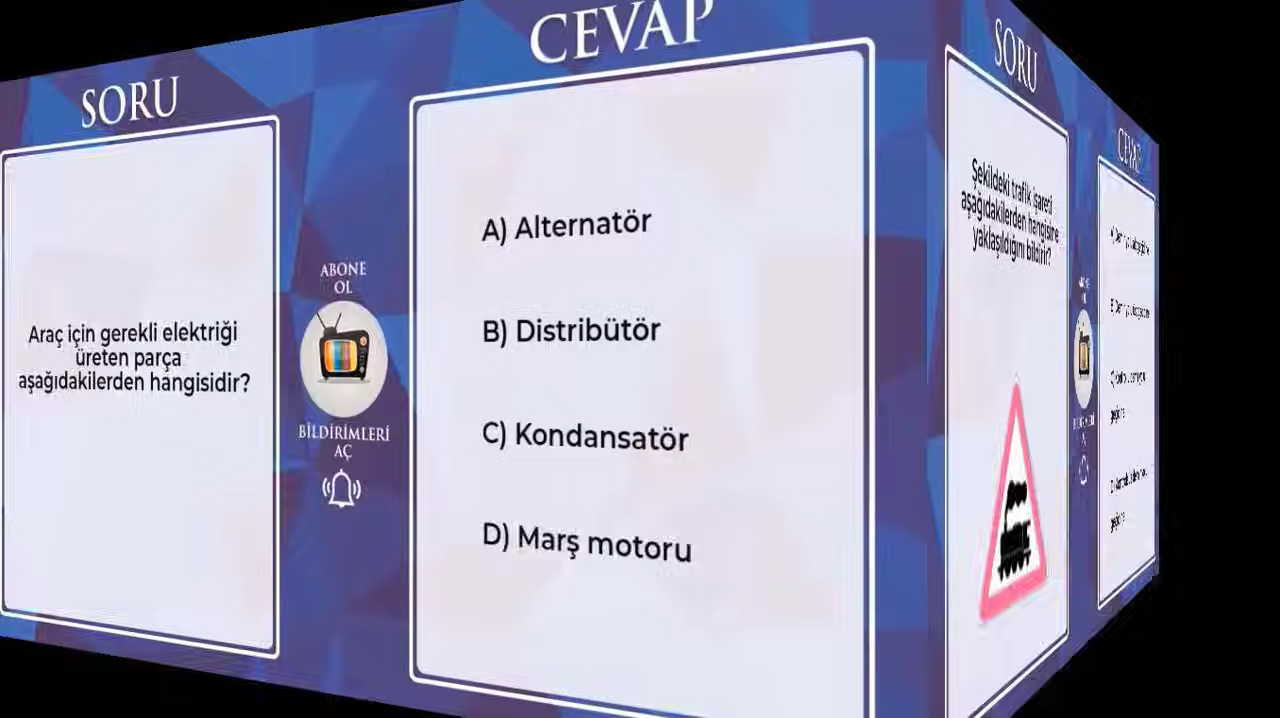 SORU
Araç için gerekli elektriği
üreten parça
aşağıdakilerden hangisidir?
ABONE
OL
BİLDİRİMLERİ
AÇ
CEVAP
A) Alternatör
B) Distribütör
C) Kondansatör
D) Marş motoru
SORU
Şekildeki trafik işareti
aşağıdakilerden hangisine
yaklaşıldığını bildirir?
CEVAP